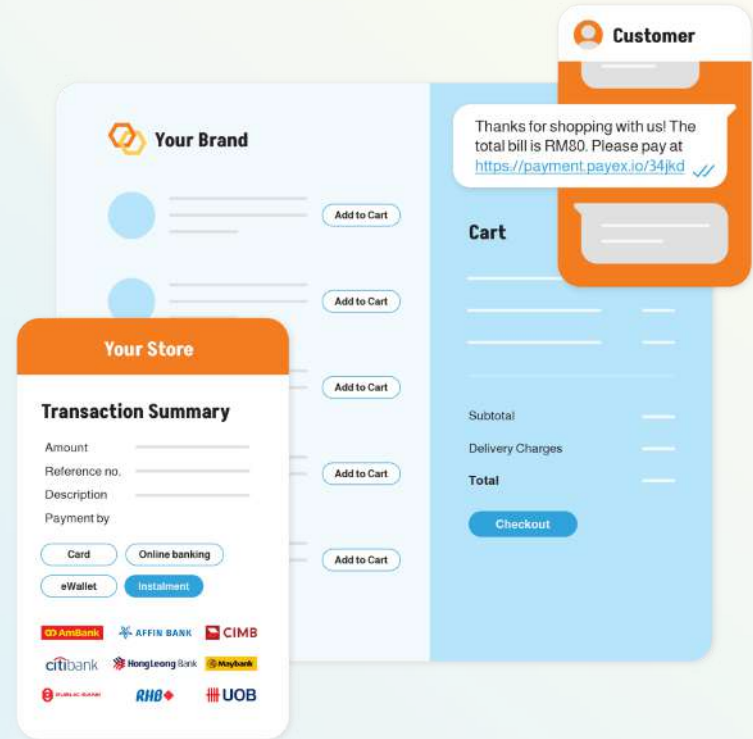 Customer
Thanks for shopping with us! The
total bill is RM80. Please pay at
https://payment.payex.io/34jkd
Your Brand
Add to Cart
Add to Cart
Add to Cart
Add to Cart
Add to Cart
Cart
Subtotal
Delivery Charges
Total
Checkout
Your Store
Transaction Summary
Amount
Reference no.
Description
Payment by
Card Online banking
eWallet Instalment
AmBank AFFIN BANK CIMB
citibank HongLeong Bank Maybank
PUBLIC BANK RHB UOB